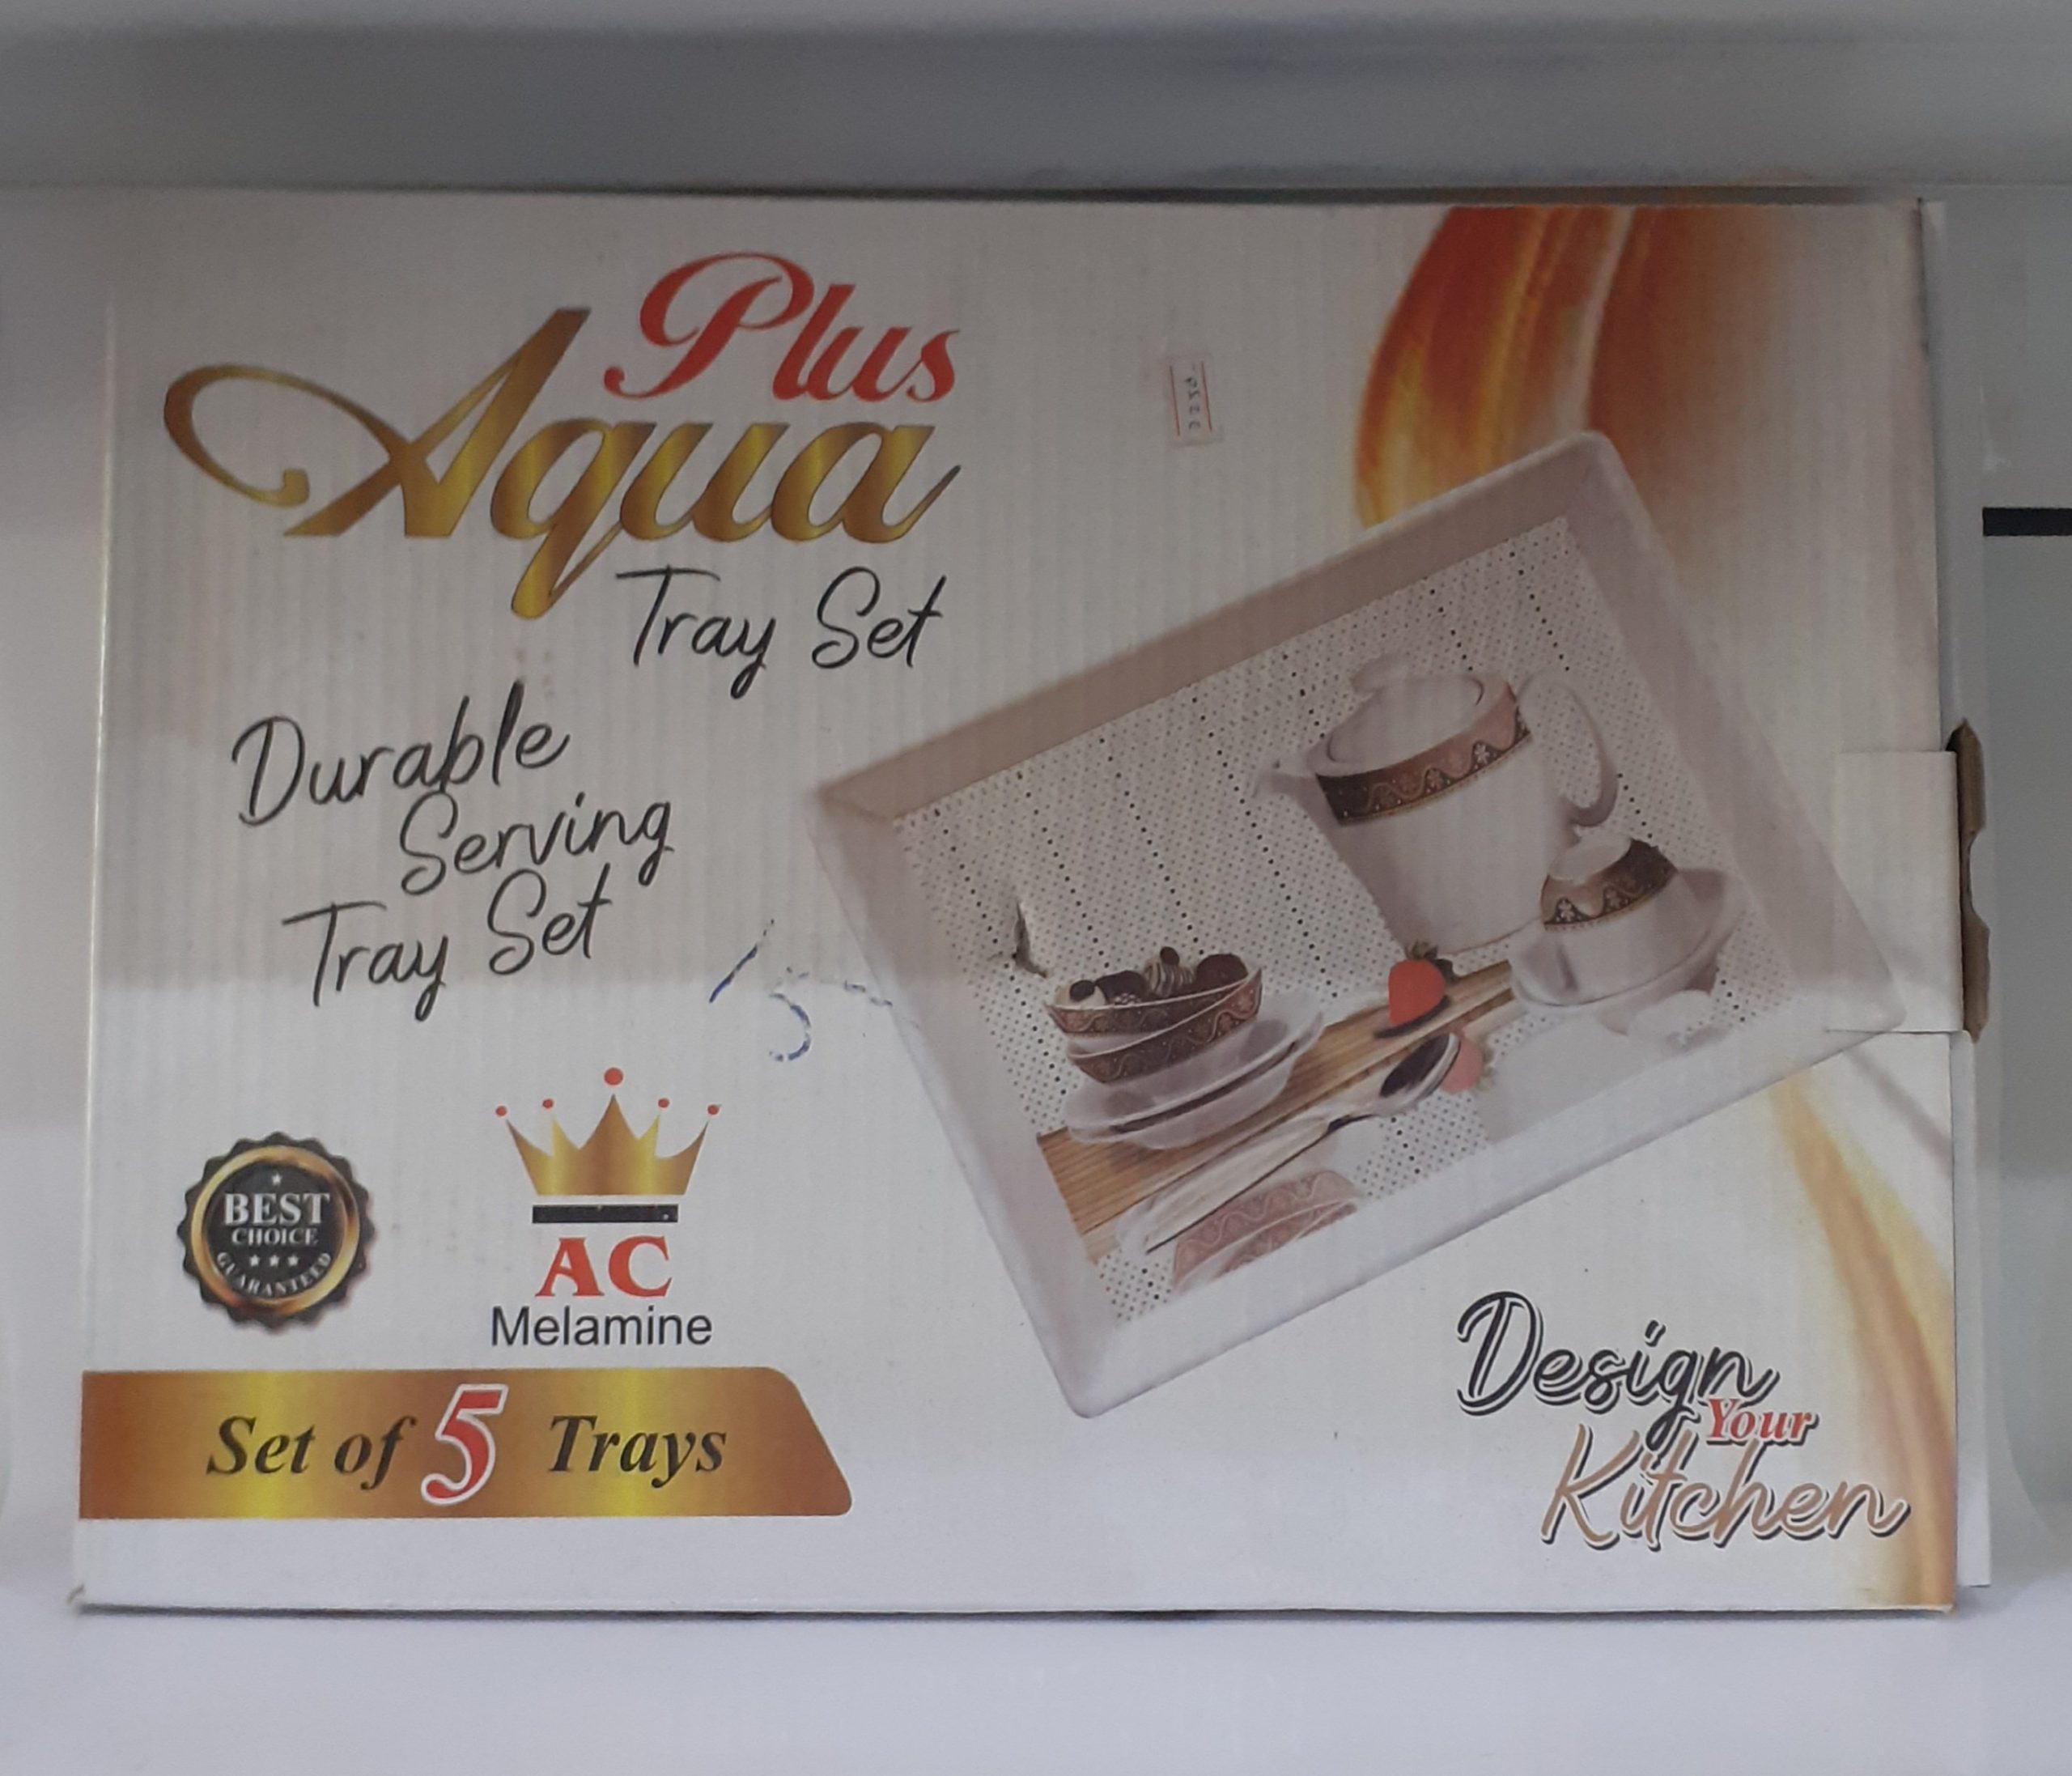 Plus
Aqua
Tray Set
2250
Durable
Serving
Tray Set
BEST
CHOICE
GUARANTEED
AC
Melamine
Set of 5 Trays
Design
Your
Kitchen